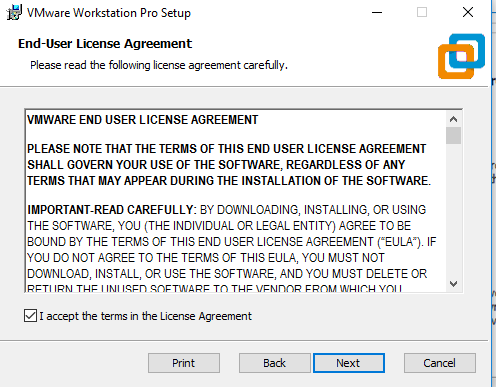 VMware Workstation Pro Setup
End-User License Agreement
Please read the following license agreement carefully.
VMWARE END USER LICENSE AGREEMENT
PLEASE NOTE THAT THE TERMS OF THIS END USER LICENSE AGREEMENT
SHALL GOVERN YOUR USE OF THE SOFTWARE, REGARDLESS OF ANY
TERMS THAT MAY APPEAR DURING THE INSTALLATION OF THE SOFTWARE.
IMPORTANT-READ CAREFULLY: BY DOWNLOADING, INSTALLING, OR USING
THE SOFTWARE, YOU (THE INDIVIDUAL OR LEGAL ENTITY) AGREE TO BE
BOUND BY THE TERMS OF THIS END USER LICENSE AGREEMENT (“EULA”). IF
YOU DO NOT AGREE TO THE TERMS OF THIS EULA, YOU MUST NOT
DOWNLOAD, INSTALL, OR USE THE SOFTWARE, AND YOU MUST DELETE OR
RETURN THE UNUSED SOFTWARE TO THE VENDOR FROM WHICH YOU
I accept the terms in the License Agreement
Print Back Next Cancel